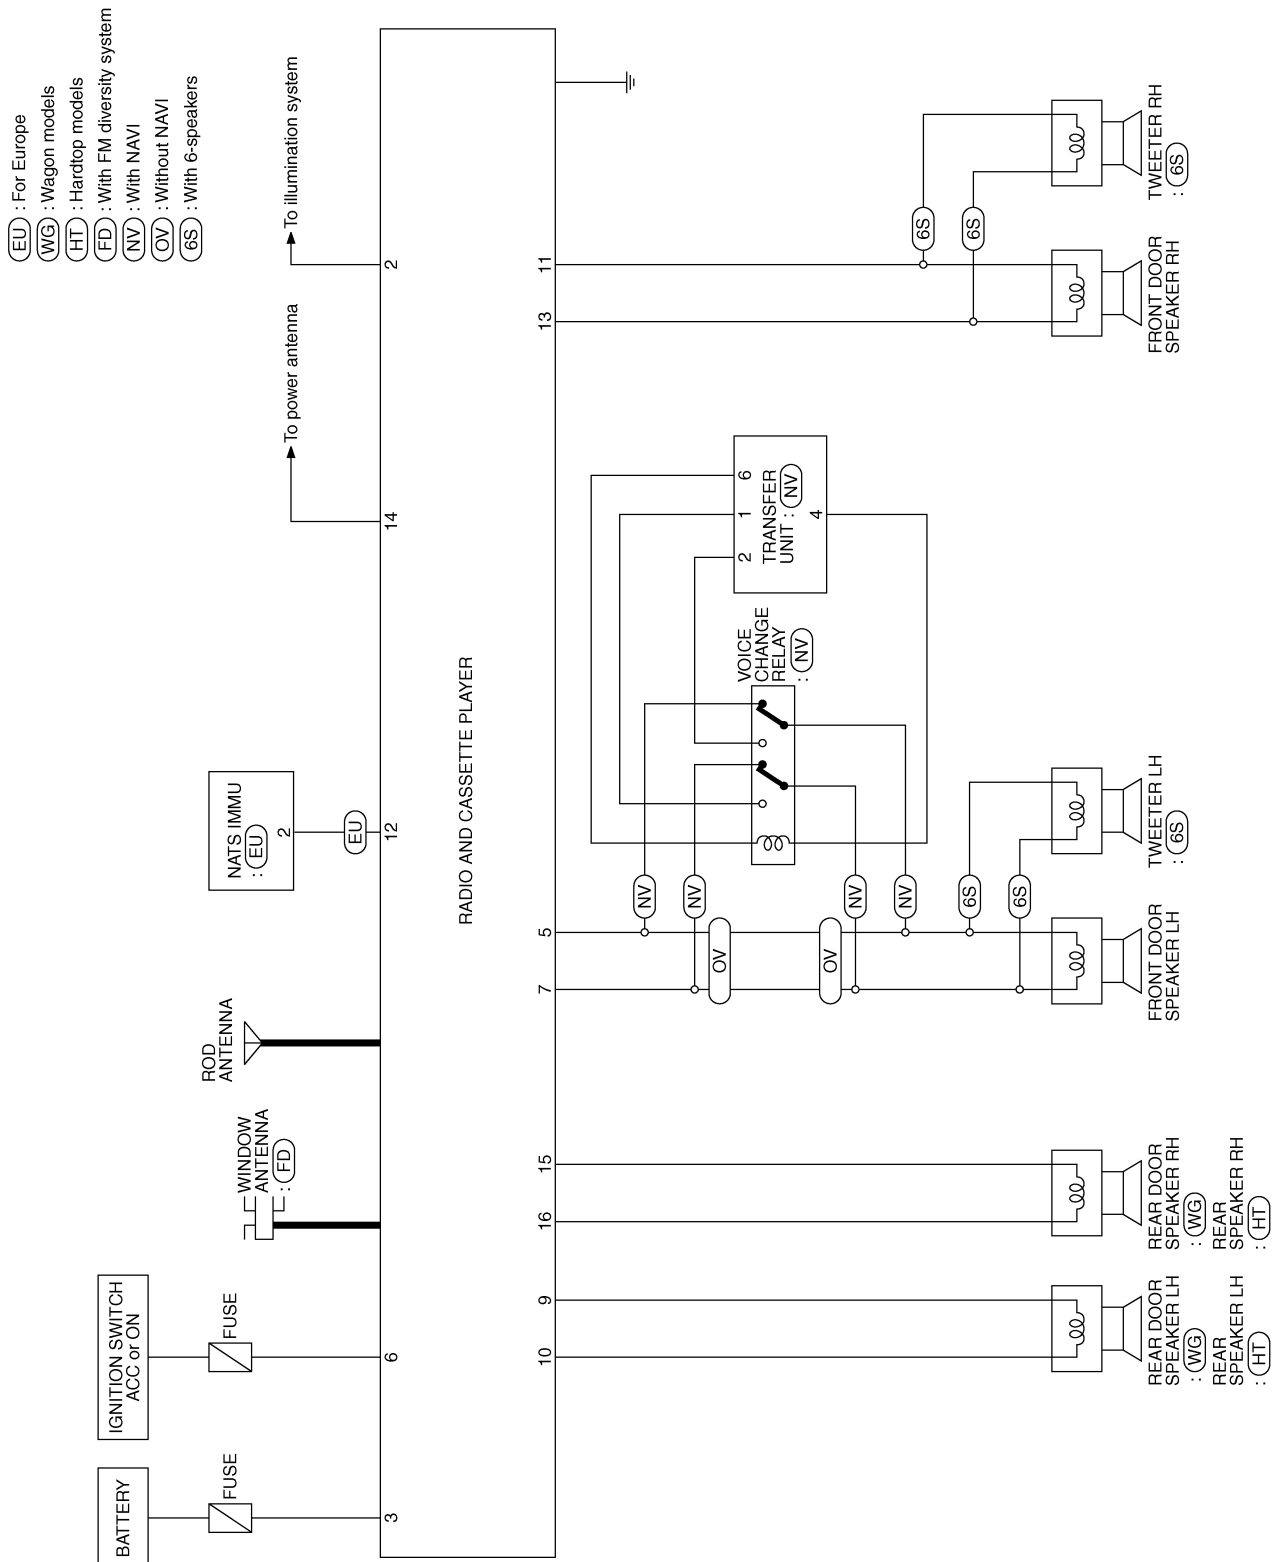 EU : For Europe
WG : Wagon models
HT : Hardtop models
FD : With FM diversity system
NV : With NAVI
OV : Without NAVI
6S : With 6-speakers
BATTERY
FUSE
3
IGNITION SWITCH
ACC or ON
FUSE
6
WINDOW
ANTENNA
: FD
ROD
ANTENNA
NATS IMMU
: EU
2
EU
12
To power antenna
14
To illumination system
2
RADIO AND CASSETTE PLAYER
10
9
16
15
7
5
13
11
NV
NV
OV
OV
NV
NV
6S
6S
VOICE
CHANGE
RELAY
: NV
2
1
6
TRANSFER
UNIT : NV
4
6S
6S
REAR DOOR
SPEAKER LH
: WG
REAR
SPEAKER LH
: HT
REAR DOOR
SPEAKER RH
: WG
REAR
SPEAKER RH
: HT
FRONT DOOR
SPEAKER LH
TWEETER LH
: 6S
FRONT DOOR
SPEAKER RH
TWEETER RH
: 6S